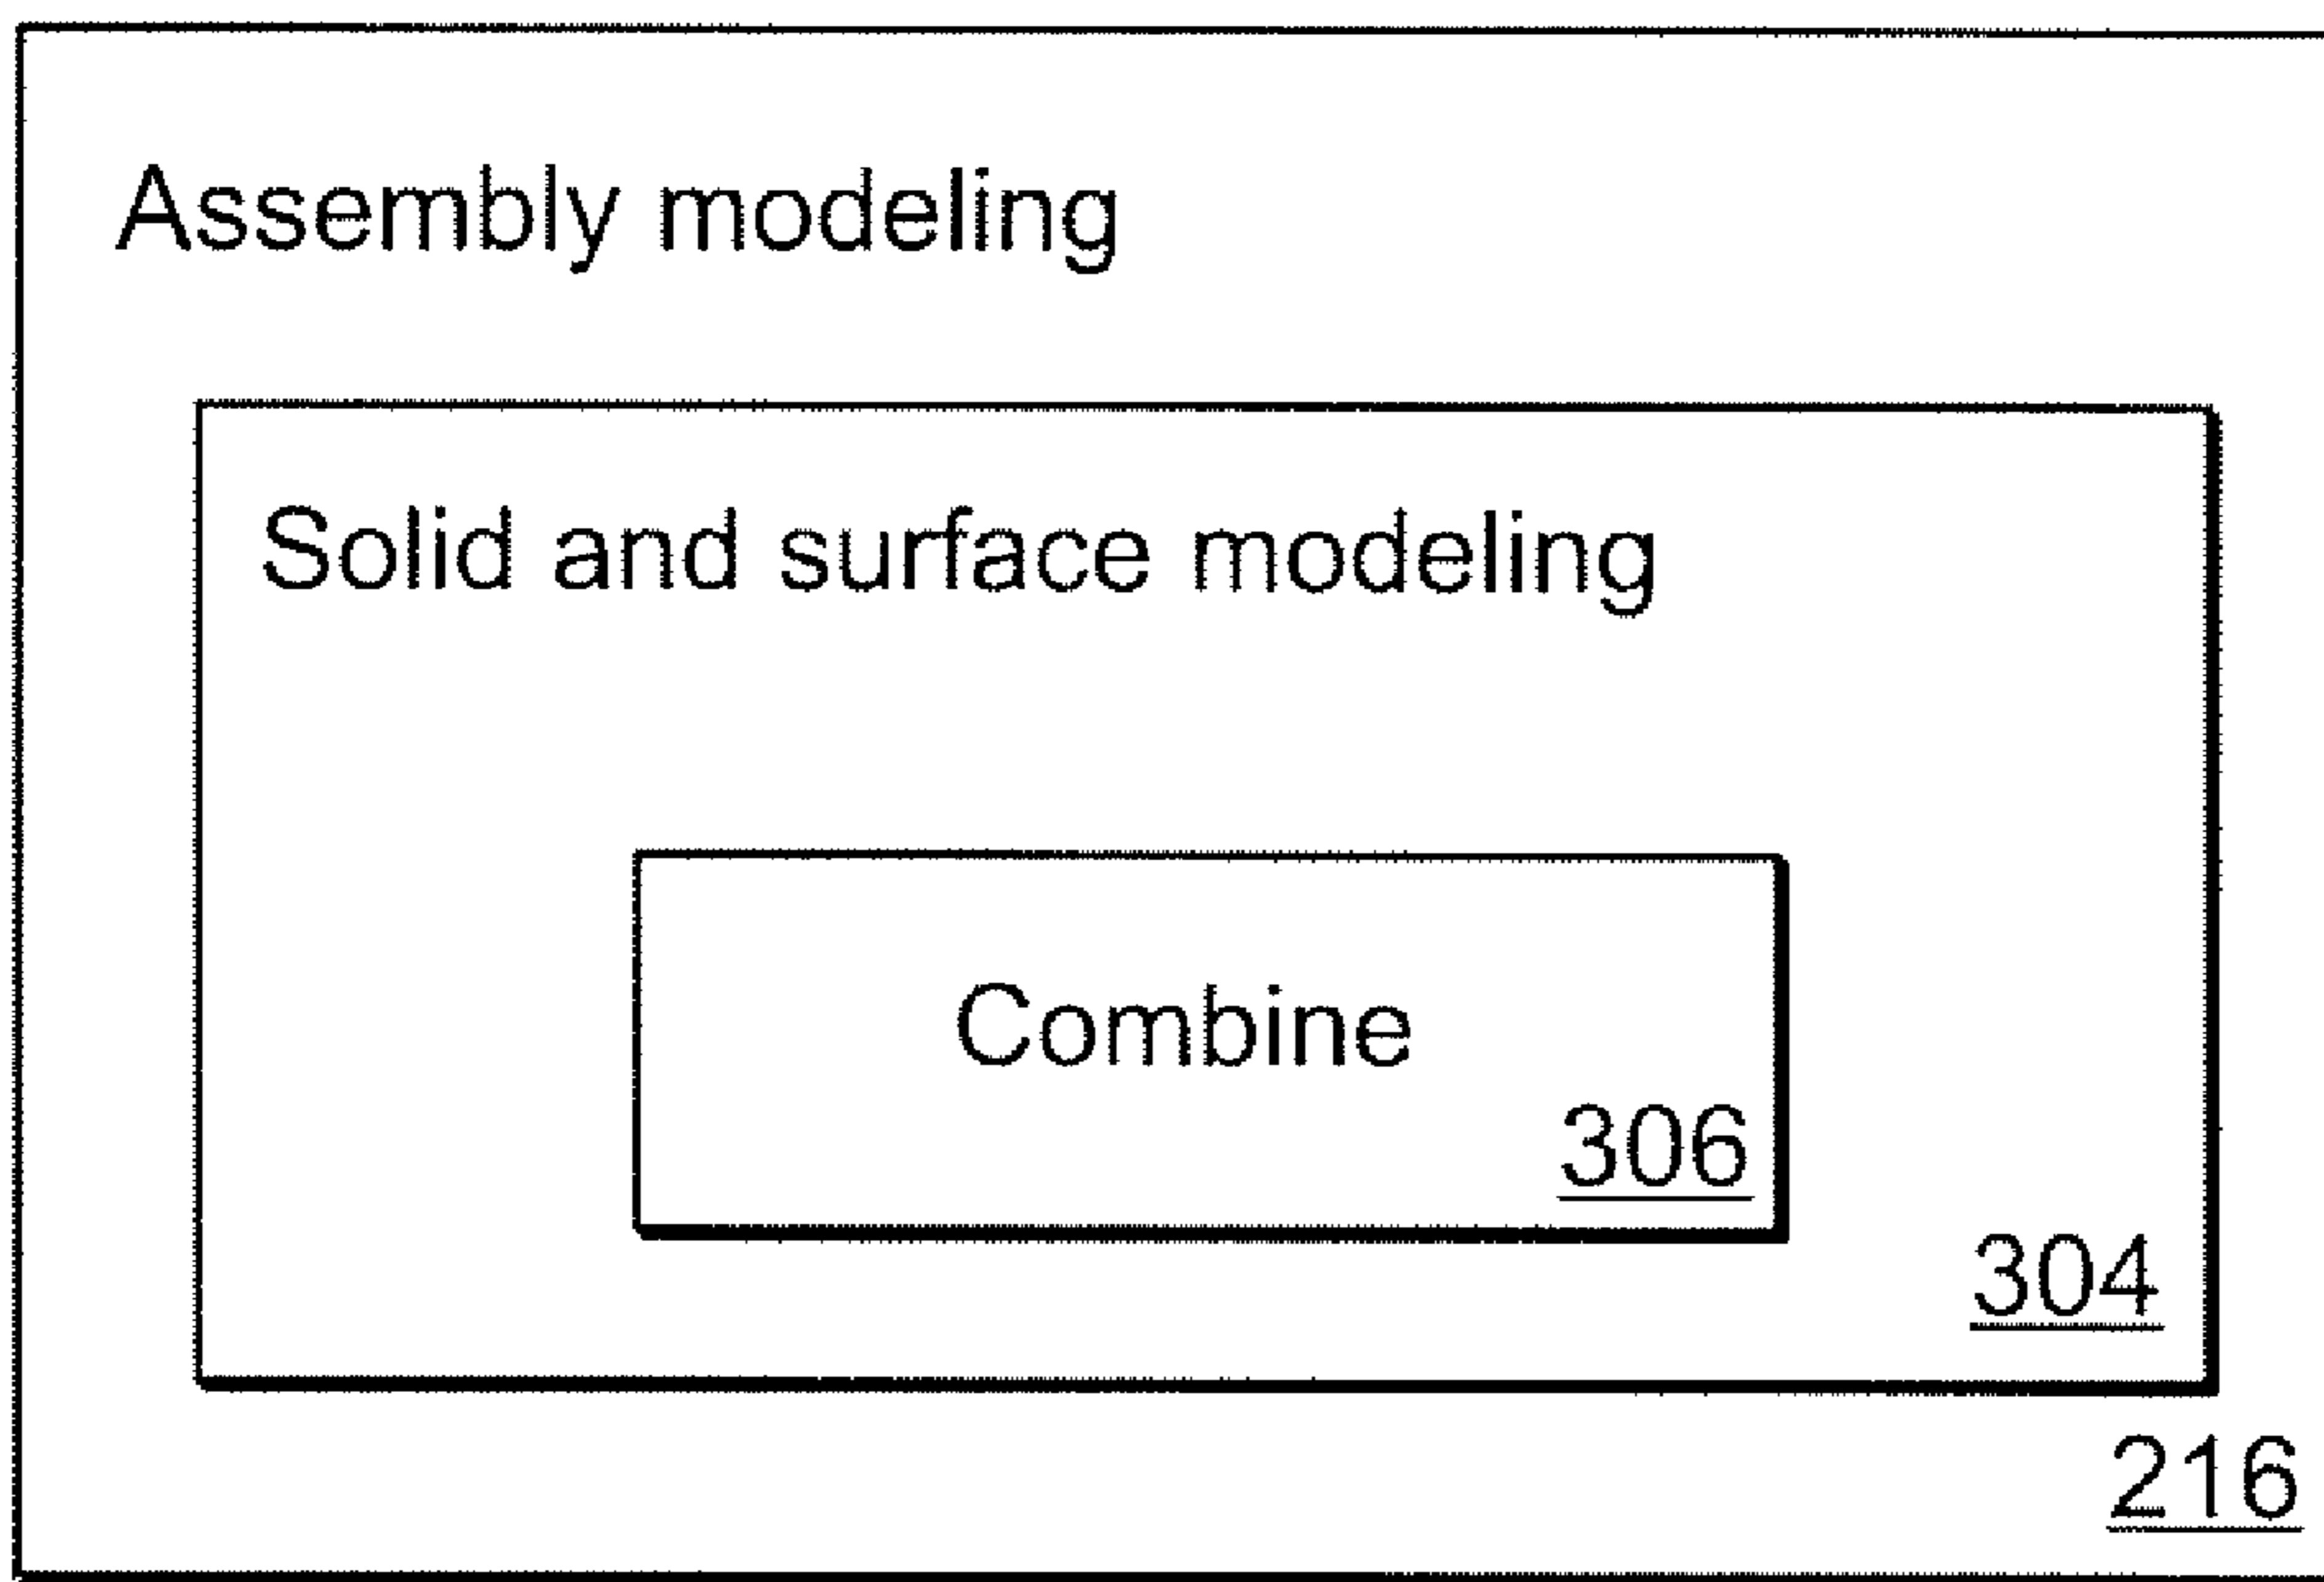 Assembly modeling
Solid and surface modeling
Combine
306
304
216